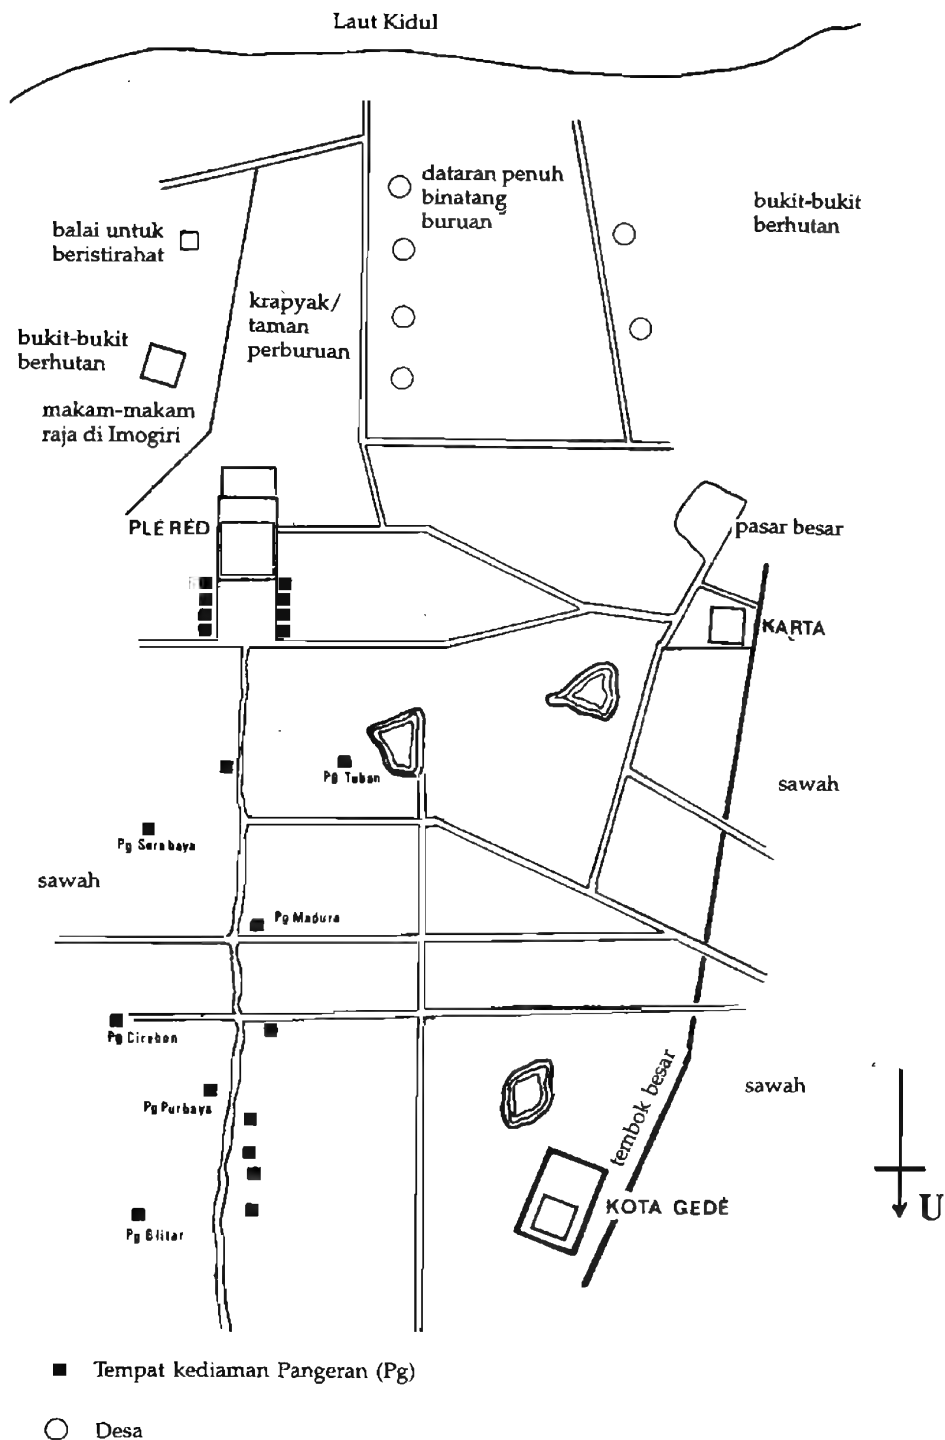 Laut Kidul
dataran penuh
binatang
buruan
bukit-bukit
berhutan
balai untuk
beristirahat
krapyak/
taman
perburuan
bukit-bukit
berhutan
makam-makam
raja di Imogiri
PLÉRÉD
pasar besar
KARTA
Pg Tuban
sawah
Pg Surabaya
sawah
Pg Madura
Pg Cirebon
tembok besar
sawah
Pg Purbaya
KOTA GEDÉ
U
Pg Blitar
Tempat kediaman Pangeran (Pg)
Desa